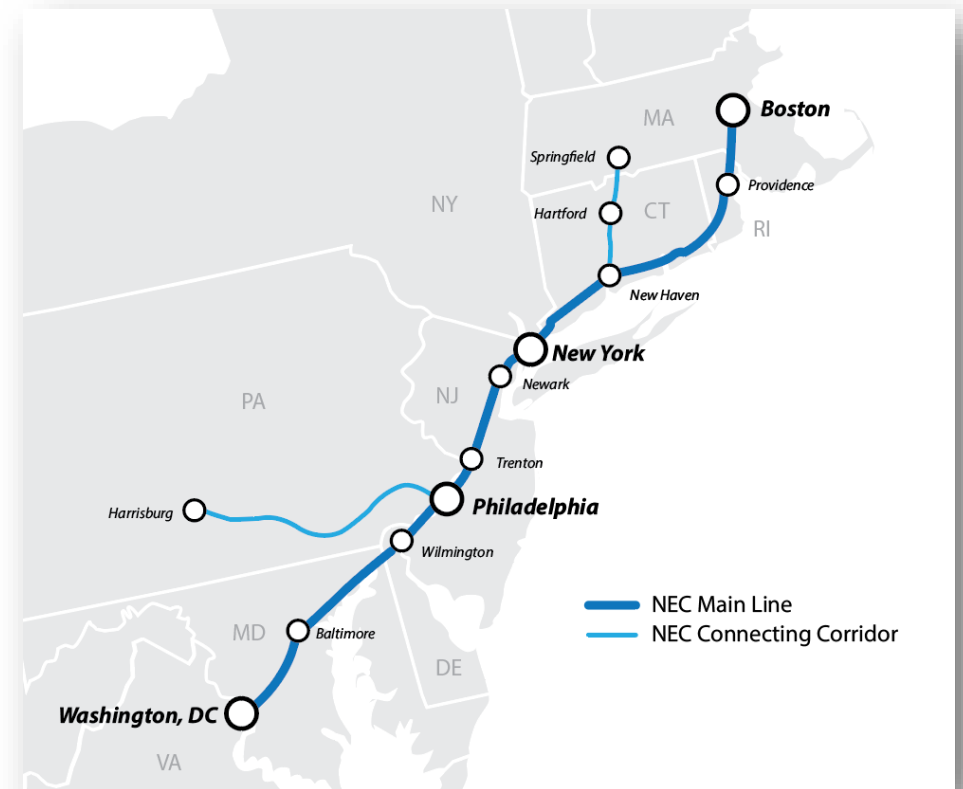 Boston
MA
Springfield
Providence
NY
Hartford
CT
RI
New Haven
New York
Newark
NJ
PA
Trenton
Philadelphia
Harrisburg
Wilmington
NEC Main Line
MD
Baltimore
NEC Connecting Corridor
DE
Washington, DC
VA